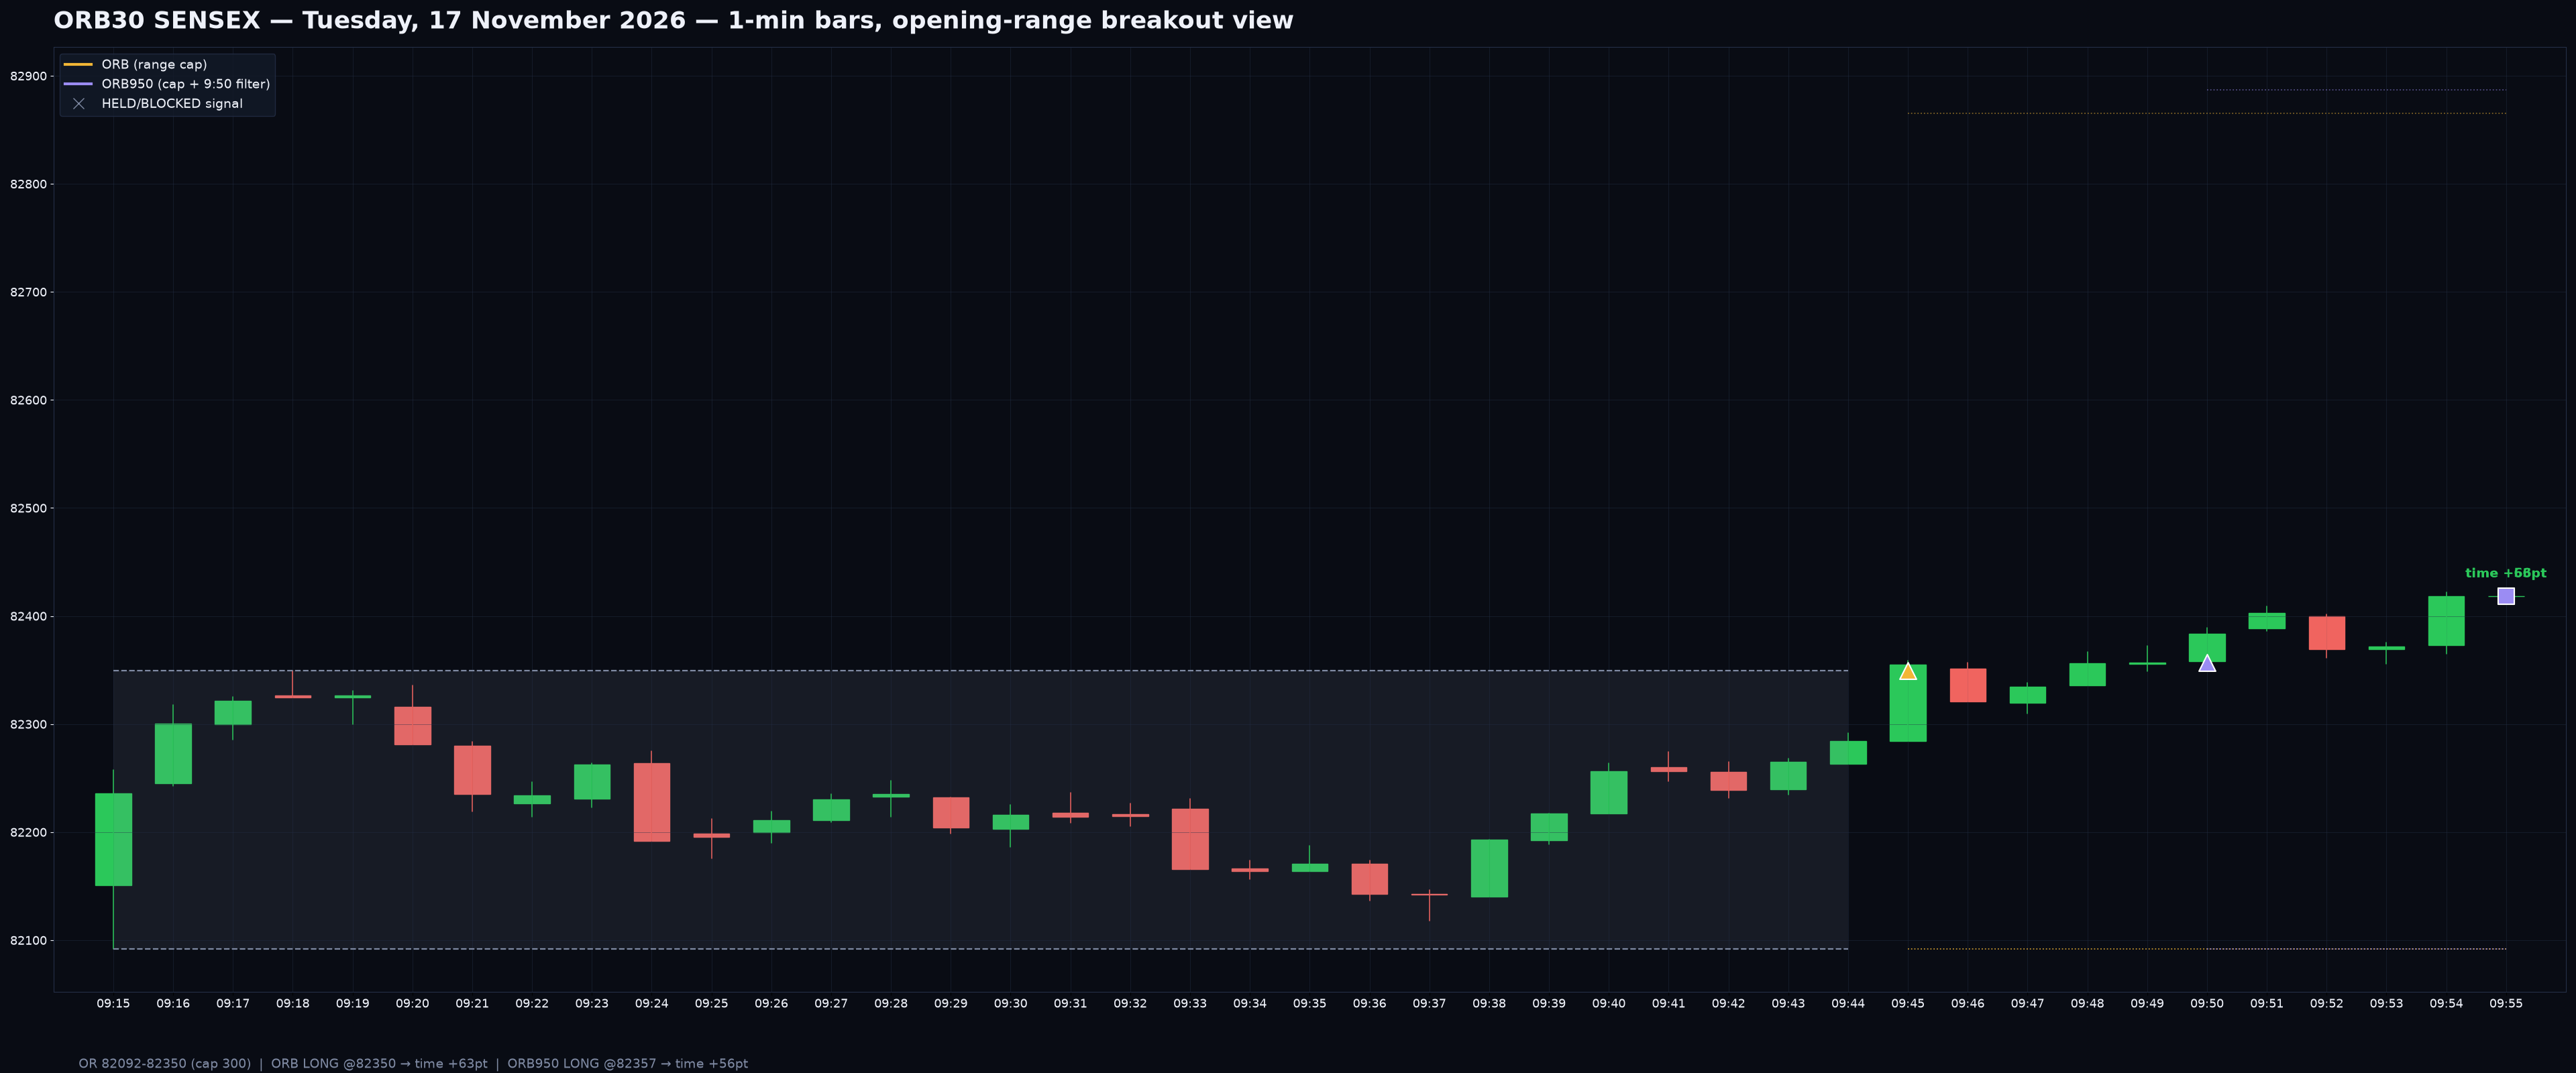 ORB30 SENSEX — Tuesday, 17 November 2026 — 1-min bars, opening-range breakout view
ORB (range cap)
ORB950 (cap + 9:50 filter)
HELD/BLOCKED signal
82900
82800
82700
82600
82500
82400
82300
82200
82100
time
09:15 09:16 09:17 09:18 09:19 09:20 09:21 09:22 09:23 09:24 09:25 09:26 09:27 09:28 09:29 09:30 09:31 09:32 09:33 09:34 09:35 09:36 09:37 09:38 09:39 09:40 09:41 09:42 09:43 09:44 09:45 09:46 09:47 09:48 09:49 09:50 09:51 09:52 09:53 09:54 09:55
OR 82092-82350 (cap 300) | ORB LONG @82350 → time +63pt | ORB950 LONG @82357 → time +56pt